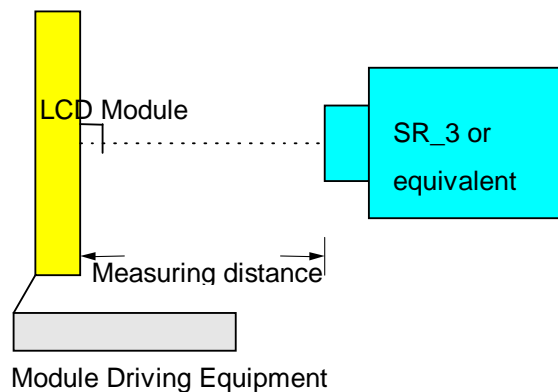 LCD Module
SR_3 or
equivalent
Measuring distance
Module Driving Equipment